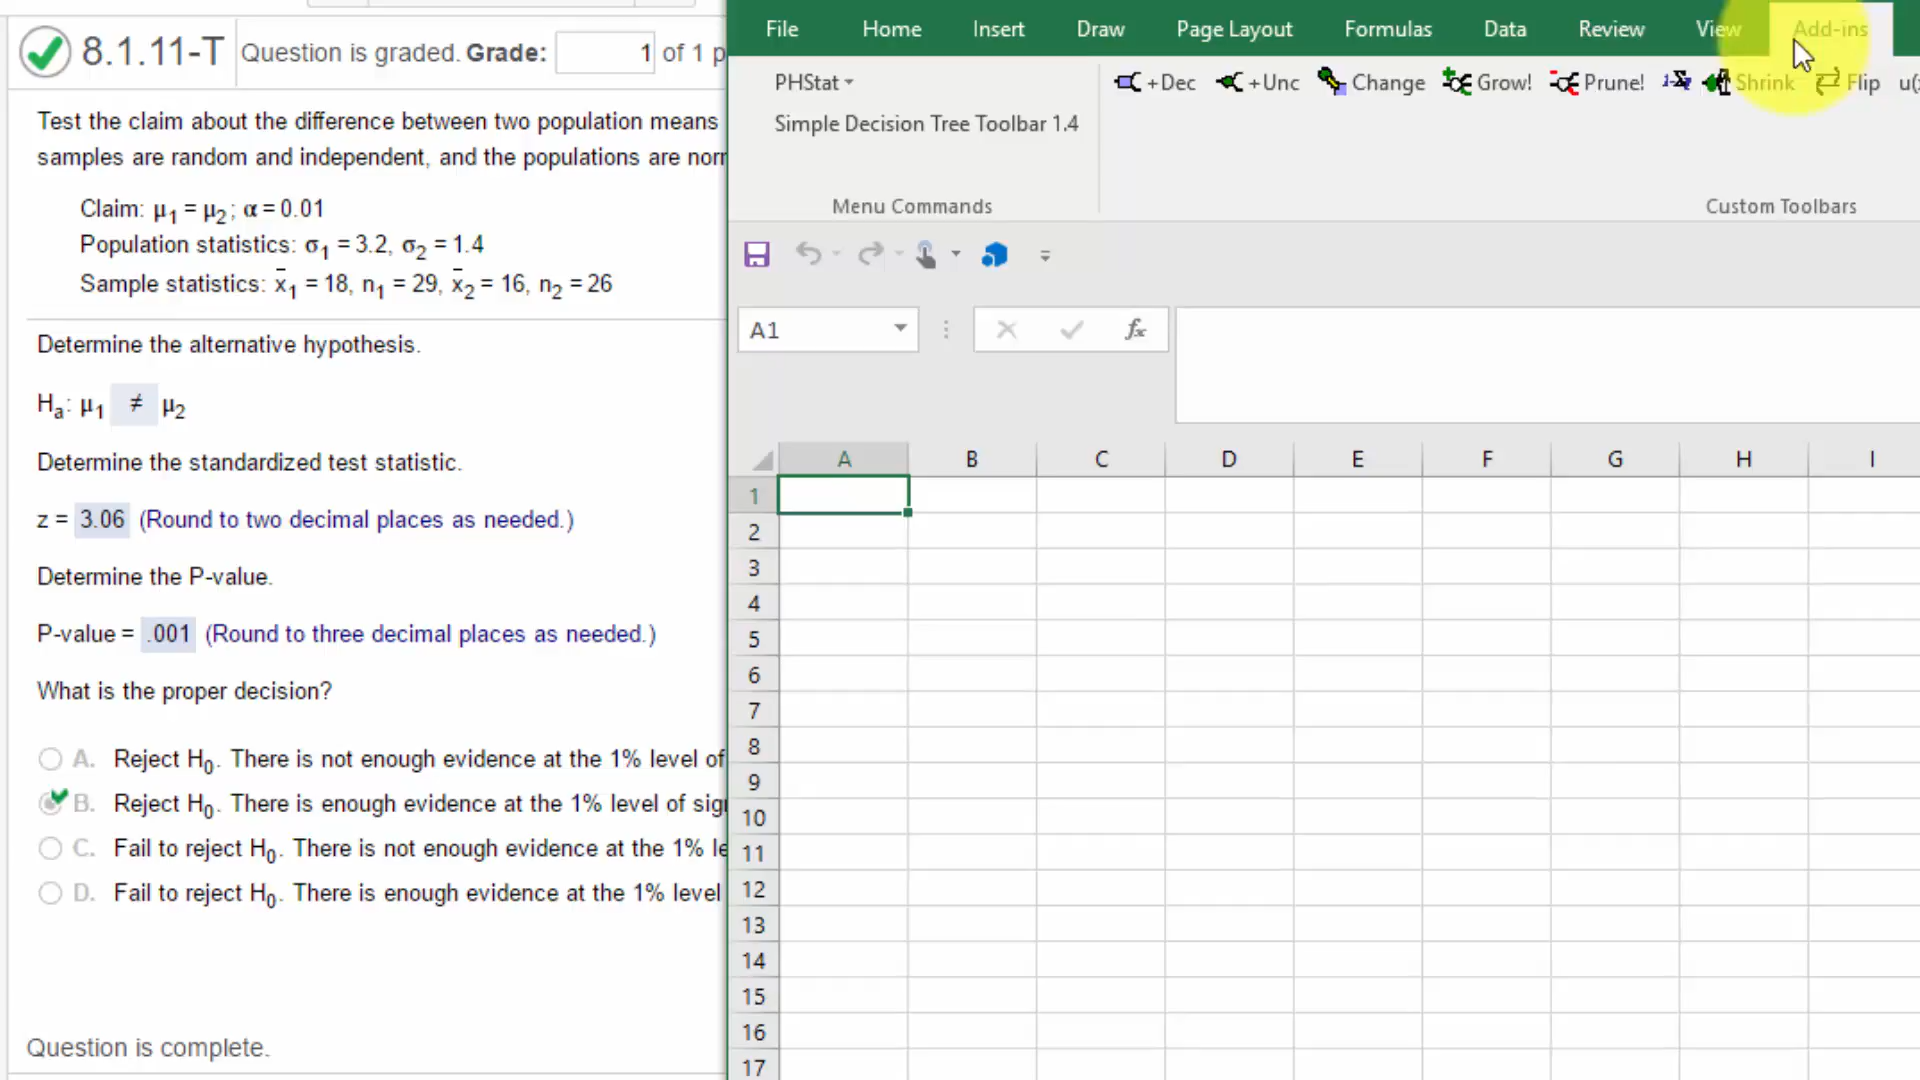 8.1.11-T Question is graded. Grade: 1 of 1 p
Test the claim about the difference between two population means
samples are random and independent, and the populations are nor
Claim: μ1 = μ2; α = 0.01
Population statistics: σ1 = 3.2, σ2 = 1.4
Sample statistics: x̄1 = 18, n1 = 29, x̄2 = 16, n2 = 26
Determine the alternative hypothesis.
Ha: μ1 ≠ μ2
Determine the standardized test statistic.
z = 3.06 (Round to two decimal places as needed.)
Determine the P-value.
P-value = .001 (Round to three decimal places as needed.)
What is the proper decision?
A. Reject H0. There is not enough evidence at the 1% level of
B. Reject H0. There is enough evidence at the 1% level of sig
C. Fail to reject H0. There is not enough evidence at the 1% le
D. Fail to reject H0. There is enough evidence at the 1% level
Question is complete.
File Home Insert Draw Page Layout Formulas Data Review View Add-ins
PHStat +Dec +Unc Change Grow! Prune! Shrink Flip u(
Simple Decision Tree Toolbar 1.4
Menu Commands Custom Toolbars
A1 fx
A B C D E F G H I
1
2
3
4
5
6
7
8
9
10
11
12
13
14
15
16
17